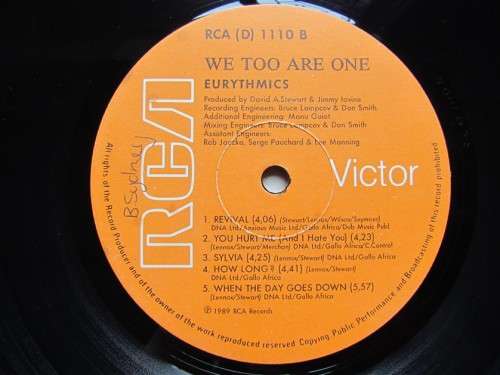 RCA (D) 1110 B
WE TOO ARE ONE
EURYTHMICS
Produced by David A.Stewart & Jimmy Iovine
Recording Engineers: Bruce Lampcov & Don Smith
Additional Engineering: Manu Guiot
Mixing Engineers: Bruce Lampcov & Don Smith
Assistant Engineers:
Rob Jaczko, Serge Pauchard & Lee Manning
RCA
B Sydney
Victor
1. REVIVAL (4,06) (Stewart/Lennox/Wilson/Seymour)
DNA Ltd/Anxious Music Ltd/Gallo Africa/Dub Music Publ
2. YOU HURT ME (And I Hate You) (4,23)
(Lennox/Stewart/Merchan) DNA Ltd/Gallo Africa/C.Control
3. SYLVIA (4,25) (Lennox/Stewart) DNA Ltd/Gallo Africa
4. HOW LONG? (4,41) (Lennox/Stewart)
DNA Ltd/Gallo Africa
5. WHEN THE DAY GOES DOWN (5,57)
(Lennox/Stewart) DNA Ltd/Gallo Africa
℗ 1989 RCA Records
All rights of the Record Producer and of the owner of the work reproduced reserved. Copying Public Performance and Broadcasting of this record prohibited